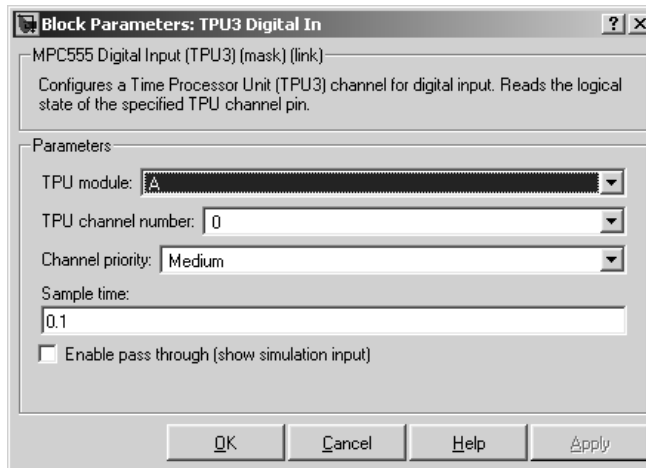 Block Parameters: TPU3 Digital In
MPC555 Digital Input (TPU3) (mask) (link)
Configures a Time Processor Unit (TPU3) channel for digital input. Reads the logical
state of the specified TPU channel pin.
Parameters
TPU module: A
TPU channel number: 0
Channel priority: Medium
Sample time:
0.1
Enable pass through (show simulation input)
OK Cancel Help Apply